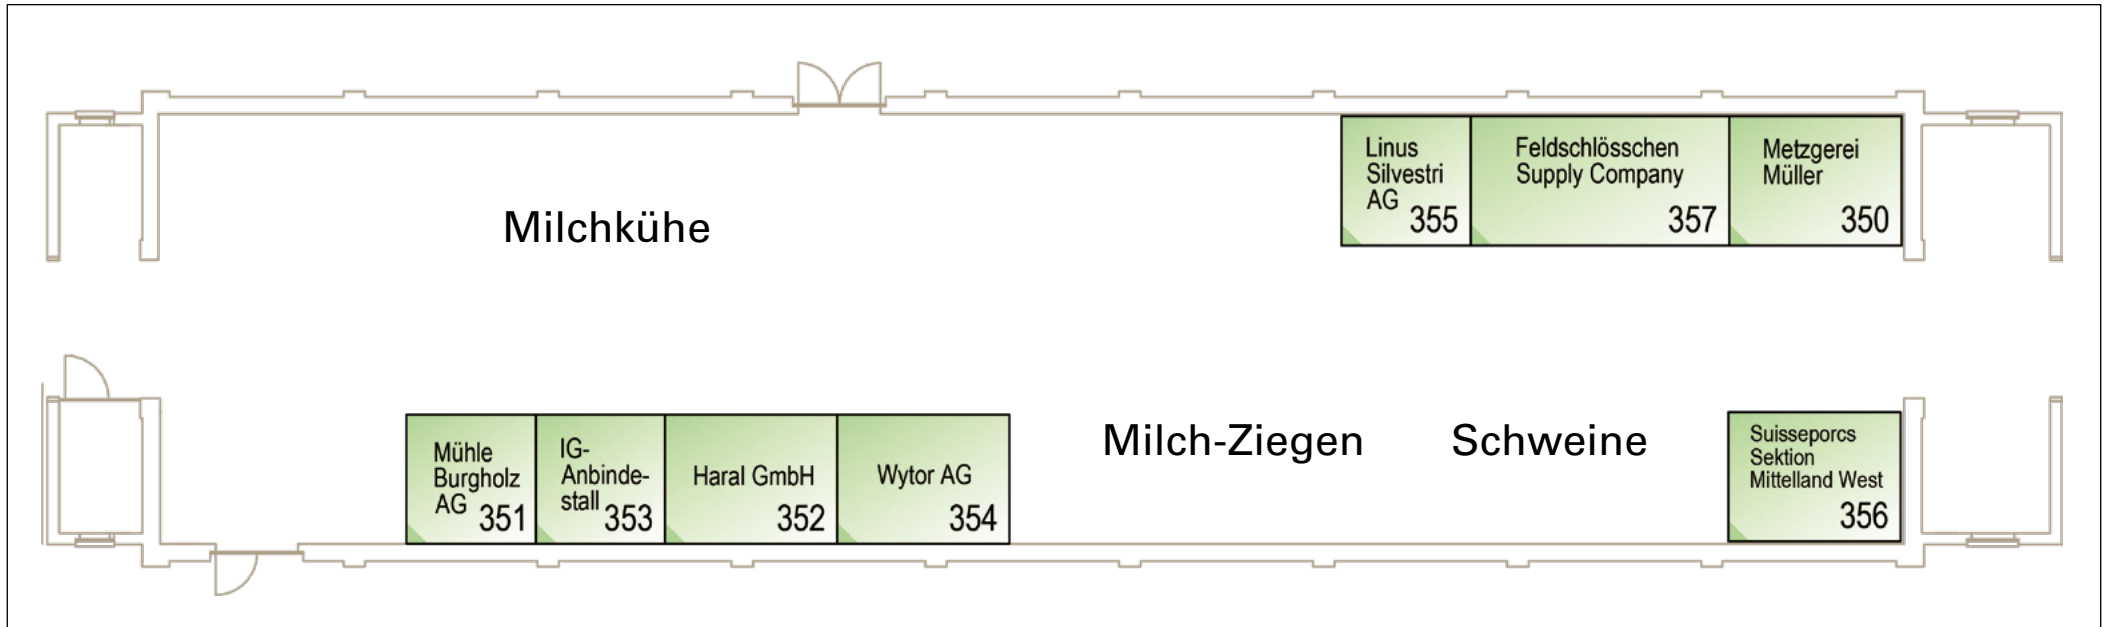 Milchkühe
Linus
Silvestri
AG
355
Feldschlösschen
Supply Company
357
Metzgerei
Müller
350
Mühle
Burgholz
AG
351
IG-
Anbinde-
stall
353
Haral GmbH
352
Wytor AG
354
Milch-Ziegen
Schweine
Suisseporcs
Sektion
Mittelland West
356